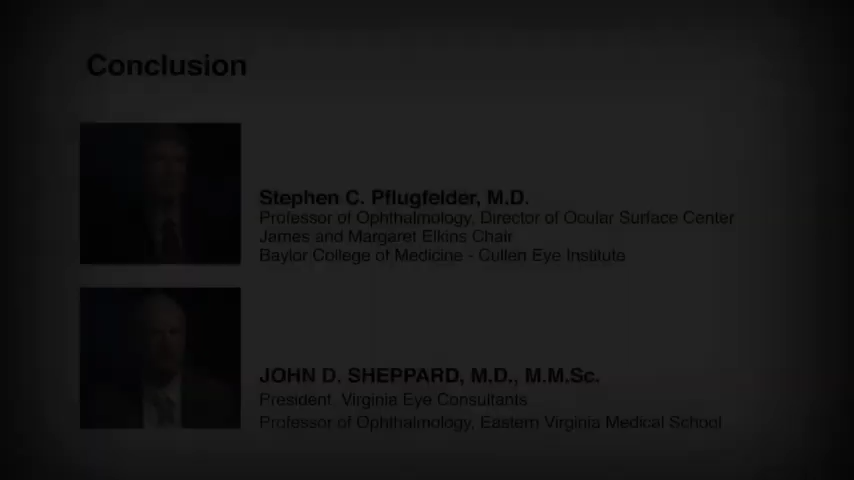 Conclusion
Stephen C. Pflugfelder, M.D.
Professor of Ophthalmology, Director of Ocular Surface Center
James and Margaret Elkins Chair
Baylor College of Medicine - Cullen Eye Institute
JOHN D. SHEPPARD, M.D., M.M.Sc.
President Virginia Eye Consultants
Professor of Ophthalmology, Eastern Virginia Medical School